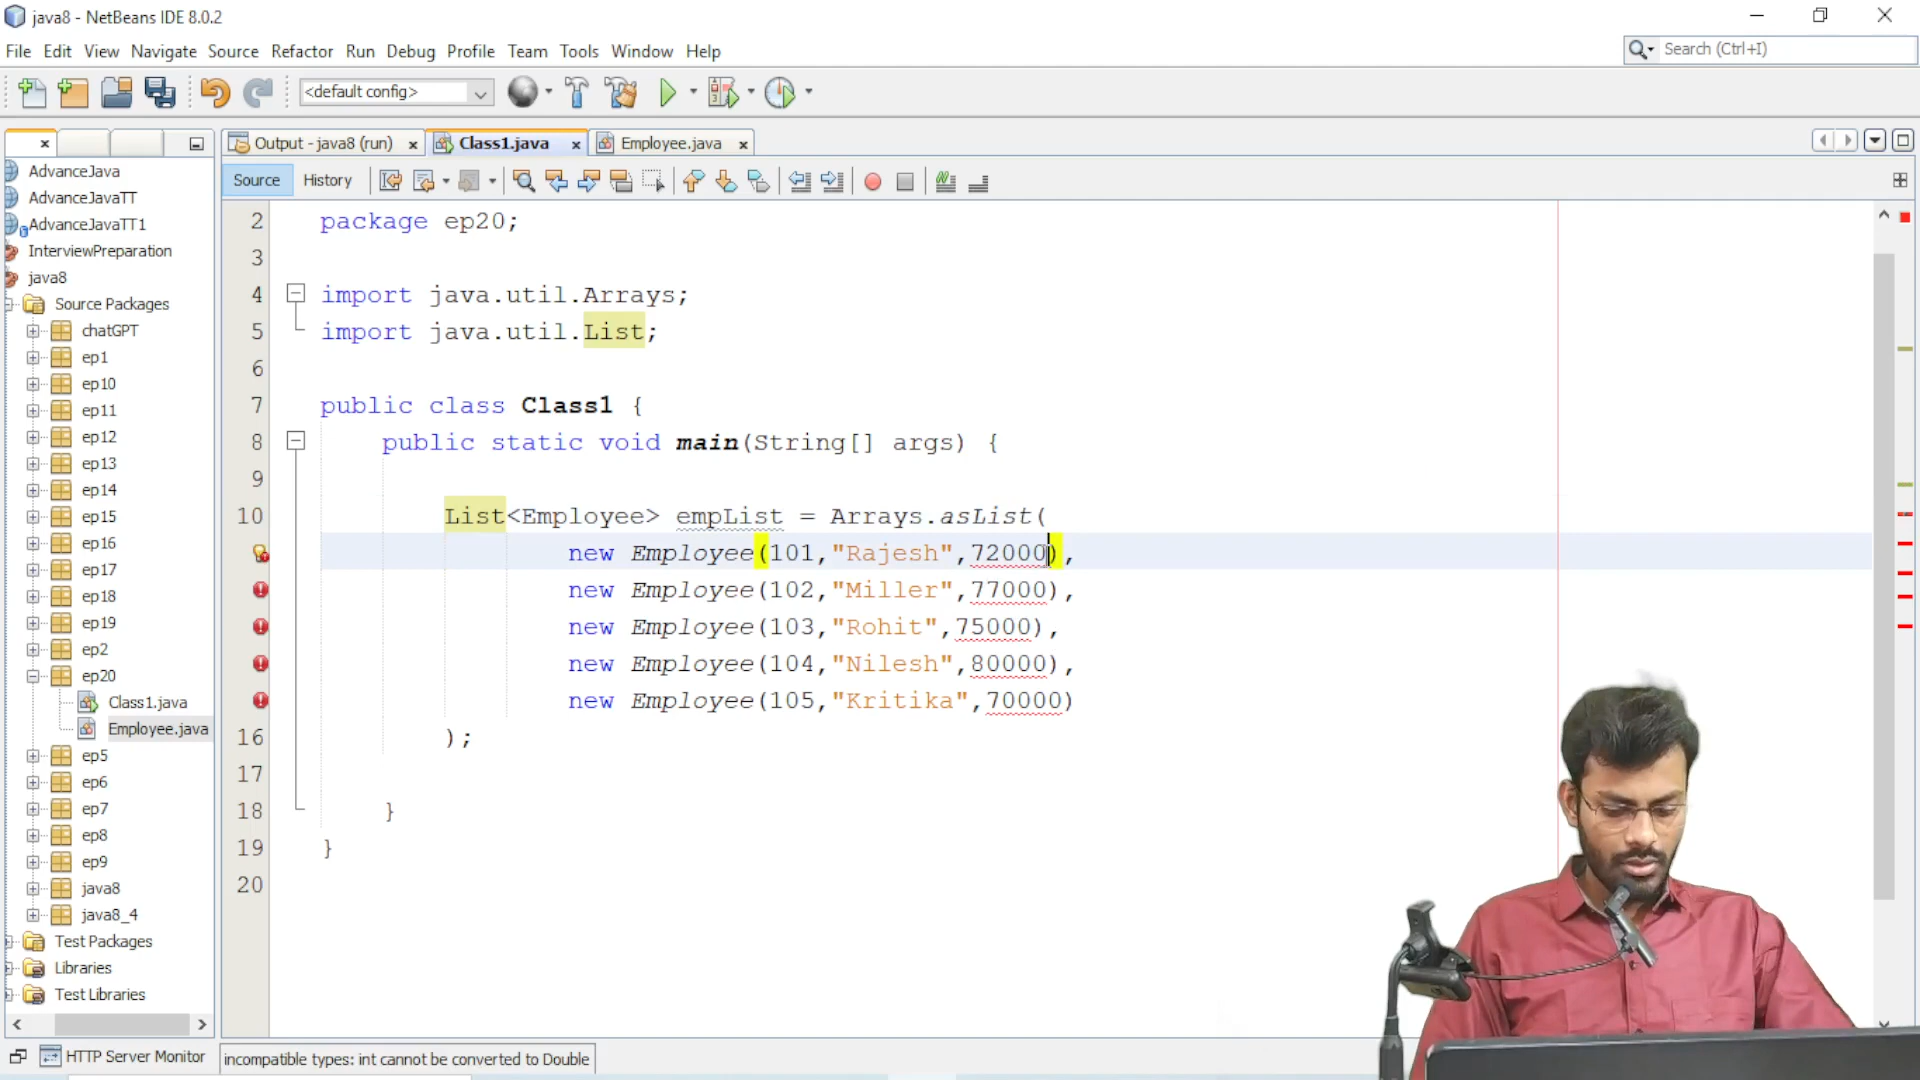 java8 - NetBeans IDE 8.0.2
File Edit View Navigate Source Refactor Run Debug Profile Team Tools Window Help
Search (Ctrl+I)
<default config>
Output - java8 (run)
Class1.java
Employee.java
Source History
AdvanceJava
AdvanceJavaTT
AdvanceJavaTT1
InterviewPreparation
java8
Source Packages
chatGPT
ep1
ep10
ep11
ep12
ep13
ep14
ep15
ep16
ep17
ep18
ep19
ep2
ep20
Class1.java
Employee.java
ep5
ep6
ep7
ep8
ep9
java8
java8_4
Test Packages
Libraries
Test Libraries
2 package ep20;
3
4 import java.util.Arrays;
5 import java.util.List;
6
7 public class Class1 {
8 public static void main(String[] args) {
9
10 List<Employee> empList = Arrays.asList(
new Employee(101,"Rajesh",72000),
new Employee(102,"Miller",77000),
new Employee(103,"Rohit",75000),
new Employee(104,"Nilesh",80000),
new Employee(105,"Kritika",70000)
16 );
17
18 }
19 }
20
HTTP Server Monitor
incompatible types: int cannot be converted to Double